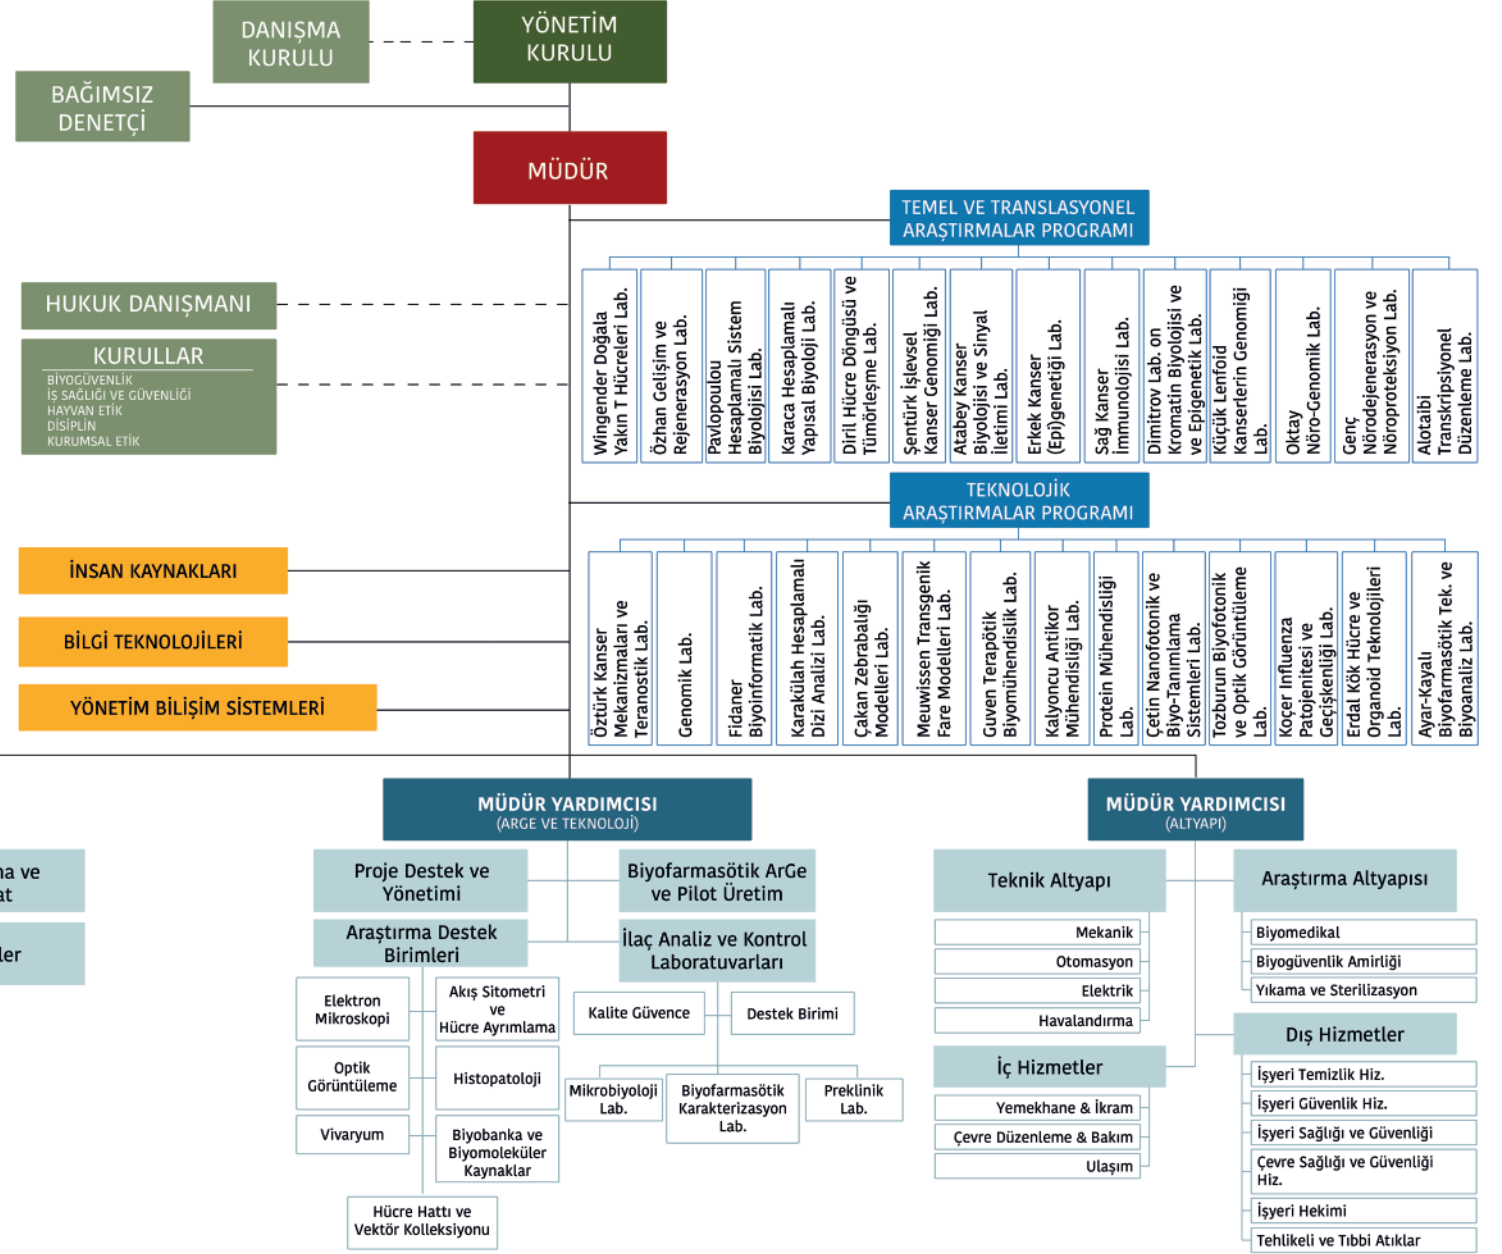 DANIŞMA
KURULU
YÖNETİM
KURULU
BAĞIMSIZ
DENETÇİ
MÜDÜR
TEMEL VE TRANSLASYONEL
ARAŞTIRMALAR PROGRAMI
HUKUK DANIŞMANI
KURULLAR
BİYOGÜVENLİK
İŞ SAĞLIĞI VE GÜVENLİĞİ
HAYVAN ETİK
DİSİPLİN
KURUMSAL ETİK
Wingender Doğala
Yakın T Hücreleri Lab.
Özhan Gelişim ve
Rejenerasyon Lab.
Pavlopoulou
Hesaplamalı Sistem
Biyolojisi Lab.
Karaca Hesaplamalı
Yapısal Biyoloji Lab.
Diril Hücre Döngüsü ve
Tümörleşme Lab.
Şentürk İşlevsel
Kanser Genomiği Lab.
Atabey Kanser
Biyolojisi ve Sinyal
İletimi Lab.
Erkek Kanser
(Epi)genetiği Lab.
Sağ Kanser
İmmunolojisi Lab.
Dimitrov Lab. on
Kromatin Biyolojisi ve
ve Epigenetik Lab.
Küçük Lenfoid
Kanserlerin Genomiği
Lab.
Oktay
Nöro-Genomik Lab.
Genç
Nörodejenerasyon ve
Nöroproteksiyon Lab.
Alotaibi
Transkripsiyonel
Düzenleme Lab.
TEKNOLOJİK
ARAŞTIRMALAR PROGRAMI
İNSAN KAYNAKLARI
BİLGİ TEKNOLOJİLERİ
YÖNETİM BİLİŞİM SİSTEMLERİ
Öztürk Kanser
Mekanizmaları ve
Teranostik Lab.
Genomik Lab.
Fidaner
Biyoinformatik Lab.
Karakülah Hesaplamalı
Dizi Analizi Lab.
Çakan Zebrabalığı
Modelleri Lab.
Meuwissen Transgenik
Fare Modelleri Lab.
Guven Terapötik
Biyomühendislik Lab.
Kalyoncu Antikor
Mühendisliği Lab.
Protein Mühendisliği
Lab.
Çetin Nanofotonik ve
Biyo-Tanımlama
Sistemleri Lab.
Tozburun Biyofotonik
ve Optik Görüntüleme
Lab.
Koçer Influenza
Patojenitesi ve
Geçişkenliği Lab.
Erdal Kök Hücre ve
Organoid Teknolojileri
Lab.
Ayar-Kayalı
Biyofarmasötik Tek. ve
Biyoanaliz Lab.
MÜDÜR YARDIMCISI
(ARGE VE TEKNOLOJİ)
MÜDÜR YARDIMCISI
(ALTYAPI)
ve
Proje Destek ve
Yönetimi
Biyofarmasötik ArGe
ve Pilot Üretim
Araştırma Destek
Birimleri
İlaç Analiz ve Kontrol
Laboratuvarları
Elektron
Mikroskopi
Akış Sitometri
ve
Hücre Ayrımlama
Optik
Görüntüleme
Histopatoloji
Vivaryum
Biyobanka ve
Biyomoleküler
Kaynaklar
Hücre Hattı ve
Vektör Kolleksiyonu
Kalite Güvence
Destek Birimi
Mikrobiyoloji
Lab.
Biyofarmasötik
Karakterizasyon
Lab.
Preklinik
Lab.
Teknik Altyapı
Mekanik
Otomasyon
Elektrik
Havalandırma
İç Hizmetler
Yemekhane & İkram
Çevre Düzenleme & Bakım
Ulaşım
Araştırma Altyapısı
Biyomedikal
Biyogüvenlik Amirliği
Yıkama ve Sterilizasyon
Dış Hizmetler
İşyeri Temizlik Hiz.
İşyeri Güvenlik Hiz.
İşyeri Sağlığı ve Güvenliği
Çevre Sağlığı ve Güvenliği
Hiz.
İşyeri Hekimi
Tehlikeli ve Tıbbi Atıklar